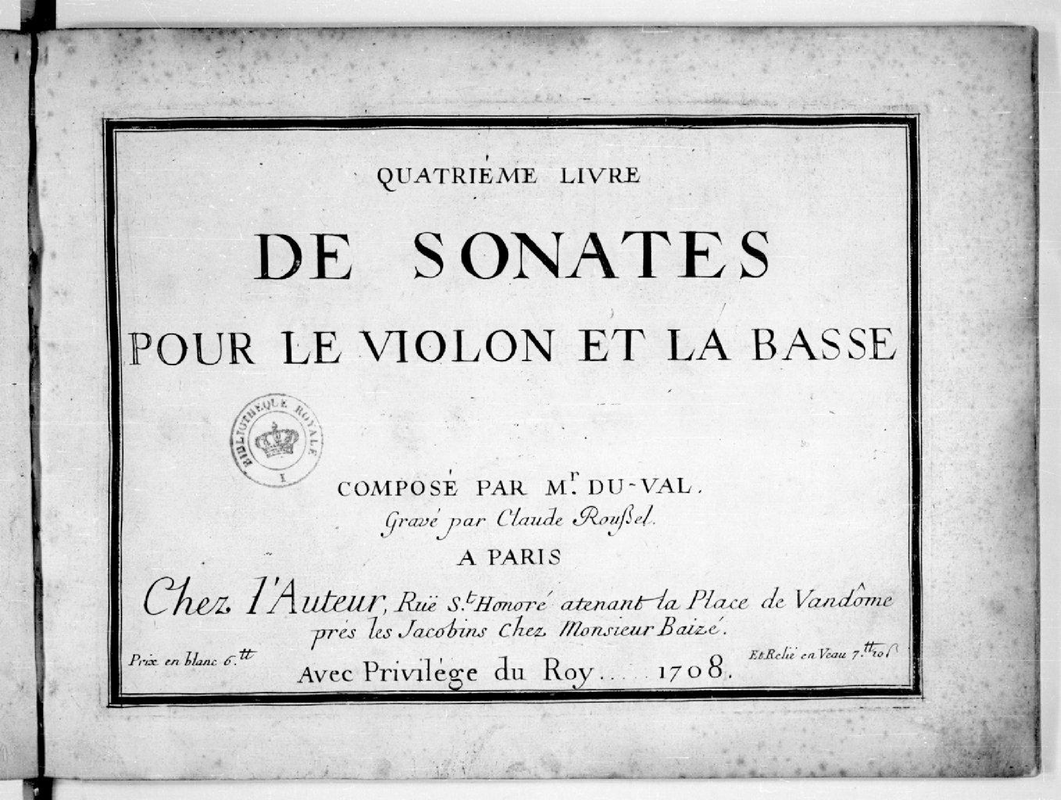 QUATRIÉME LIVRE
DE SONATES
POUR LE VIOLON ET LA BASSE
BIBLIOTHEQUE ROYALE
COMPOSÉ PAR Mr. DU-VAL.
Gravé par Claude Roußel.
A PARIS
Chez l'Auteur, Ruë St. Honoré atenant la Place de Vandôme
prés les Jacobins Chez Monsieur Baizé.
Prix en blanc 6.tt
Et Relié en Veau 7.tt 10 ſ
Avec Privilége du Roy..... 1708.